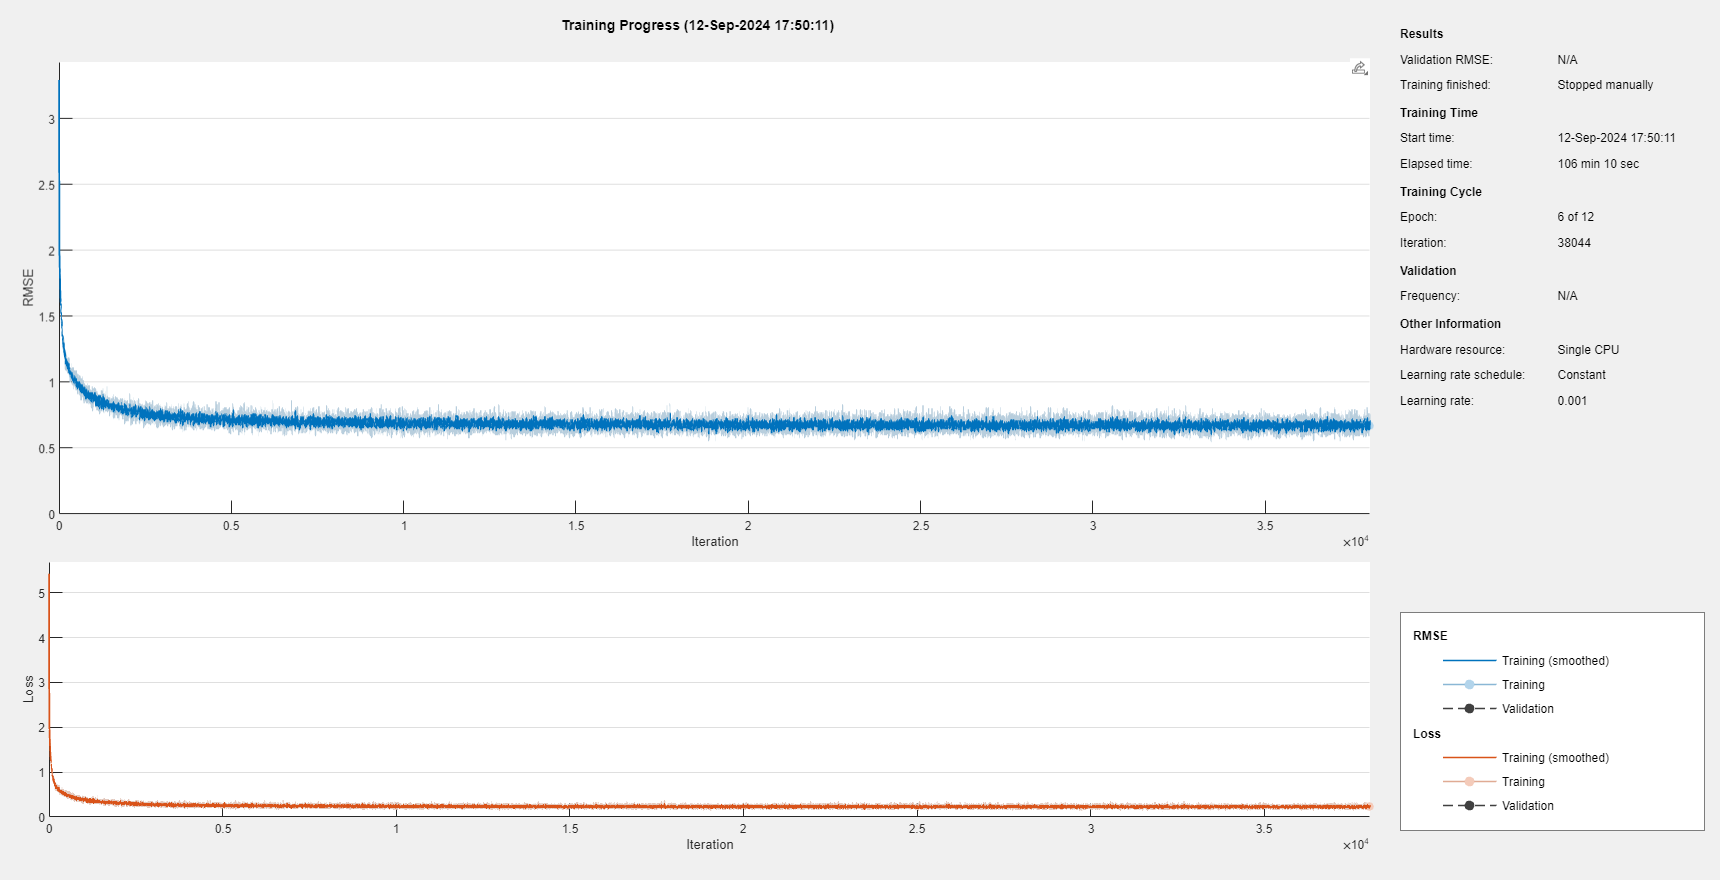 Training Progress (12-Sep-2024 17:50:11)
3
2.5
2
1.5
1
0.5
0
RMSE
0 0.5 1 1.5 2 2.5 3 3.5
Iteration
×10⁴
5
4
3
2
1
0
Loss
0 0.5 1 1.5 2 2.5 3 3.5
Iteration
×10⁴
Results
Validation RMSE: N/A
Training finished: Stopped manually
Training Time
Start time: 12-Sep-2024 17:50:11
Elapsed time: 106 min 10 sec
Training Cycle
Epoch: 6 of 12
Iteration: 38044
Validation
Frequency: N/A
Other Information
Hardware resource: Single CPU
Learning rate schedule: Constant
Learning rate: 0.001
RMSE
Training (smoothed)
Training
Validation
Loss
Training (smoothed)
Training
Validation